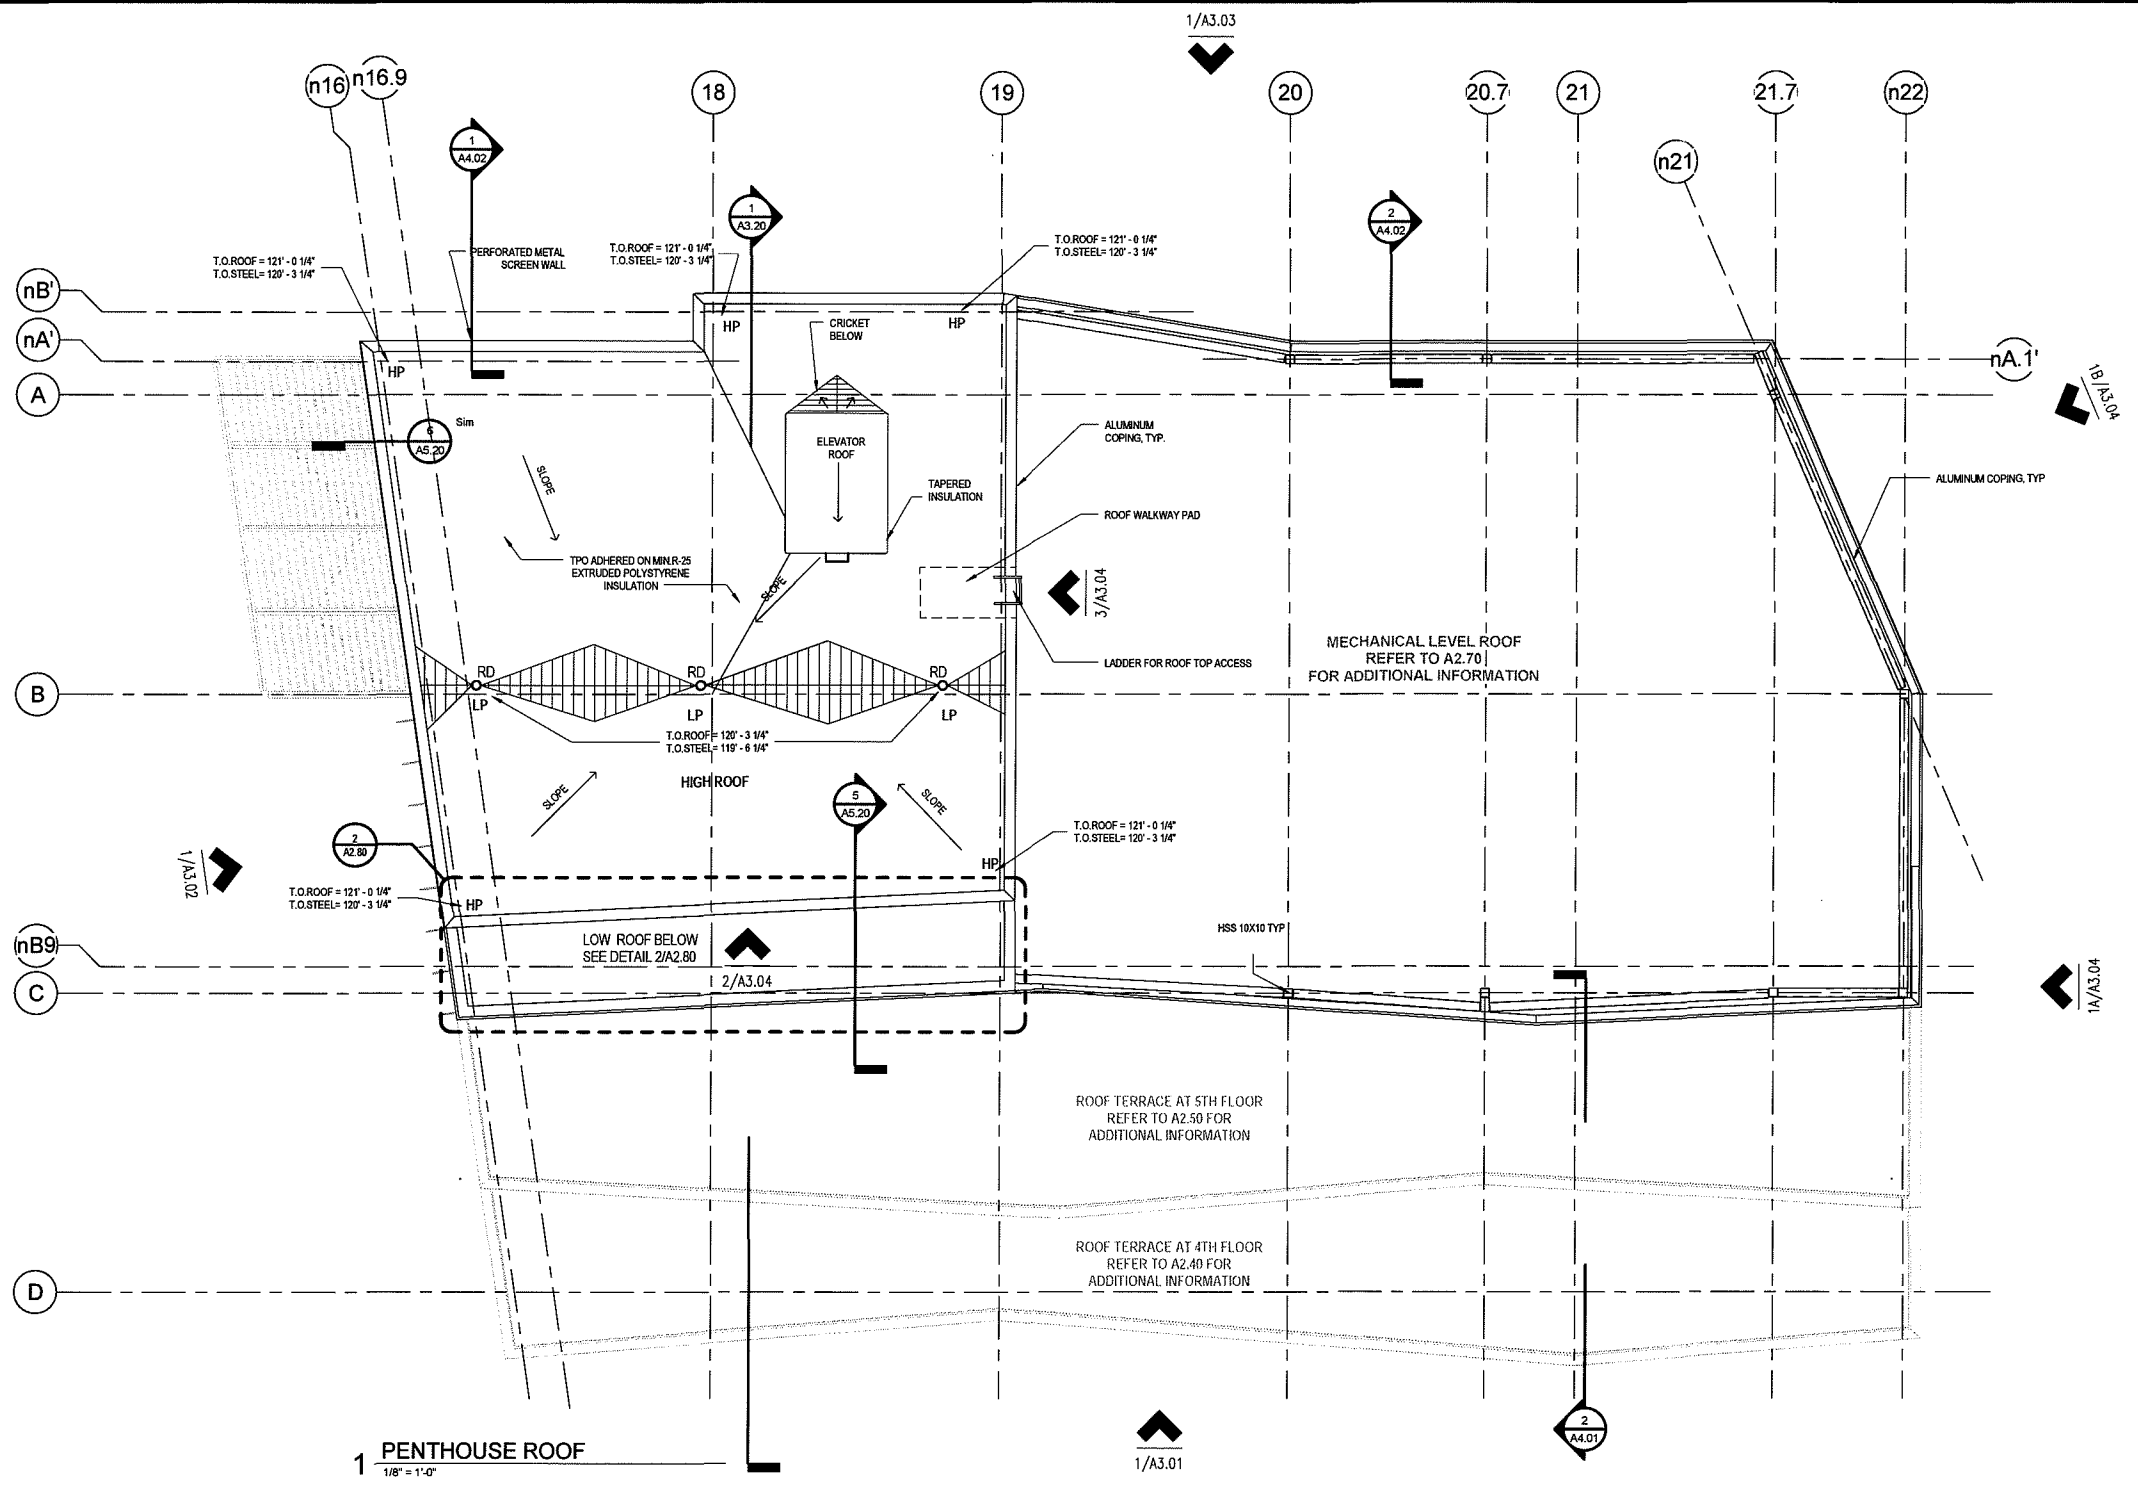 1/A3.03
n16
n16.9
18
19
20
20.7
21
21.7
n22
n21
1
A4.02
1
A3.20
2
A4.02
T.O.ROOF = 121' - 0 1/4"
T.O.STEEL= 120' - 3 1/4"
PERFORATED METAL
SCREEN WALL
T.O.ROOF = 121' - 0 1/4"
T.O.STEEL= 120' - 3 1/4"
T.O.ROOF = 121' - 0 1/4"
T.O.STEEL= 120' - 3 1/4"
nB'
nA'
A
nA.1'
1B/A3.04
HP
HP
HP
CRICKET
BELOW
6
A5.20
Sim
ELEVATOR
ROOF
ALUMINUM
COPING, TYP.
SLOPE
TAPERED
INSULATION
ALUMINUM COPING, TYP
ROOF WALKWAY PAD
TPO ADHERED ON MIN.R-25
EXTRUDED POLYSTYRENE
INSULATION
SLOPE
3/A3.04
MECHANICAL LEVEL ROOF
REFER TO A2.70
FOR ADDITIONAL INFORMATION
LADDER FOR ROOF TOP ACCESS
B
RD
RD
RD
LP
LP
LP
T.O.ROOF = 120' - 3 1/4"
T.O.STEEL= 119' - 6 1/4"
HIGH ROOF
SLOPE
SLOPE
5
A5.20
2
A2.80
T.O.ROOF = 121' - 0 1/4"
T.O.STEEL= 120' - 3 1/4"
HP
1/A3.02
T.O.ROOF = 121' - 0 1/4"
T.O.STEEL= 120' - 3 1/4"
HP
nB9
C
LOW ROOF BELOW
SEE DETAIL 2/A2.80
2/A3.04
HSS 10X10 TYP
1A/A3.04
ROOF TERRACE AT 5TH FLOOR
REFER TO A2.50 FOR
ADDITIONAL INFORMATION
ROOF TERRACE AT 4TH FLOOR
REFER TO A2.40 FOR
ADDITIONAL INFORMATION
D
2
A4.01
1/A3.01
1 PENTHOUSE ROOF
1/8" = 1'-0"